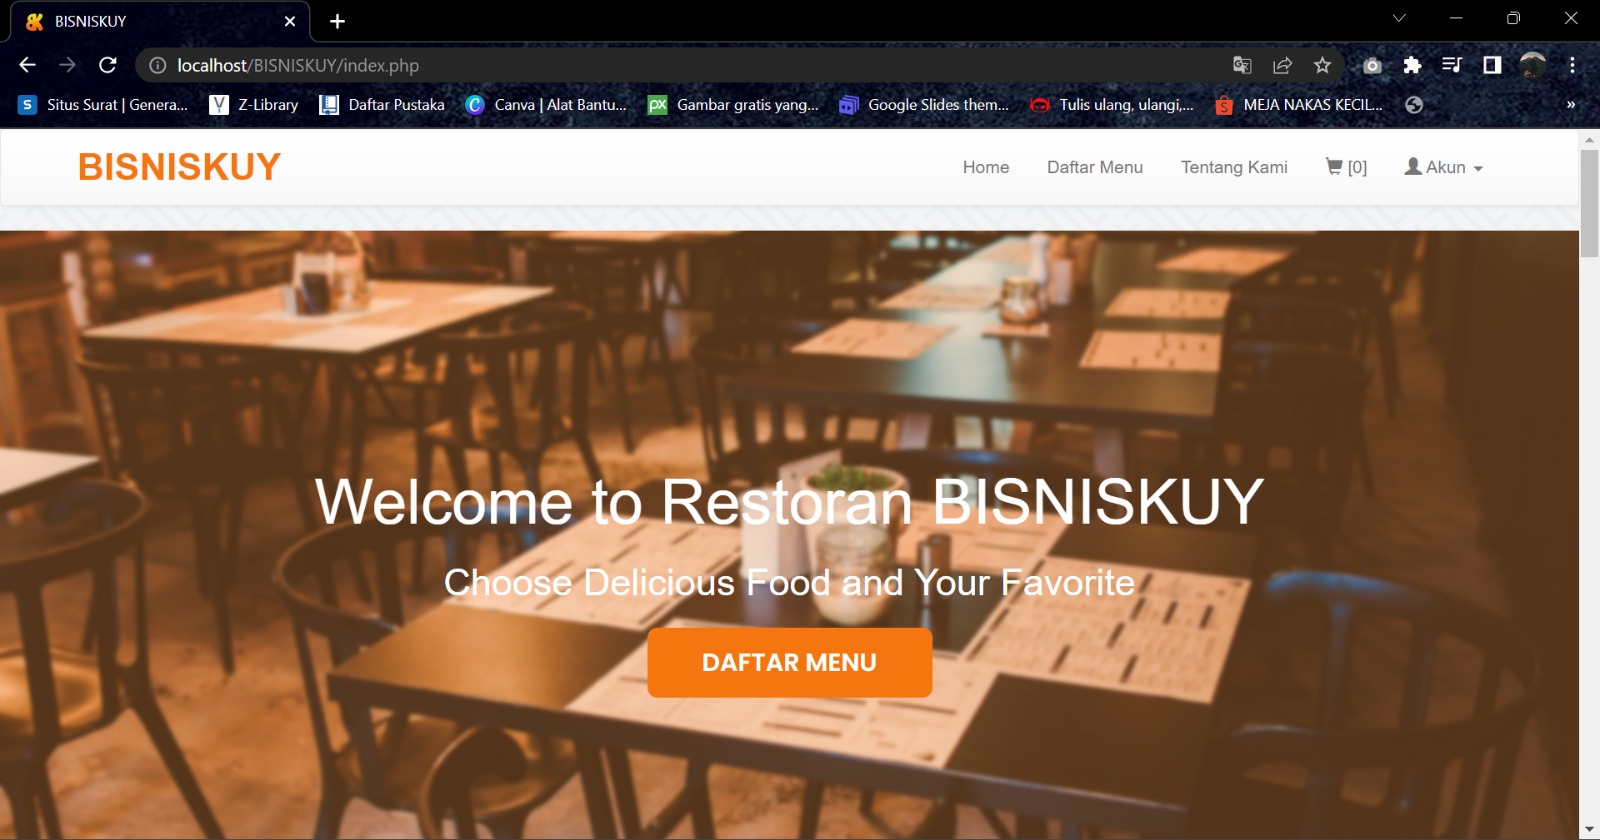 BISNISKUY
localhost/BISNISKUY/index.php
Situs Surat | Genera... Z-Library Daftar Pustaka Canva | Alat Bantu... Gambar gratis yang... Google Slides them... Tulis ulang, ulangi,... MEJA NAKAS KECIL... »
BISNISKUY Home Daftar Menu Tentang Kami [0] Akun
Welcome to Restoran BISNISKUY
Choose Delicious Food and Your Favorite
DAFTAR MENU